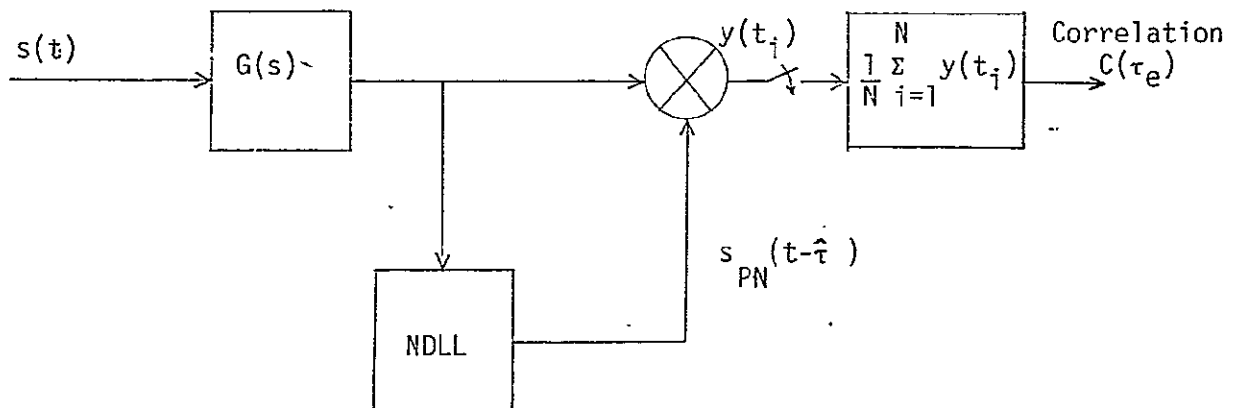 s(t)
G(s)
y(t_i)
1/N Σ_{i=1}^{N} y(t_i)
Correlation
C(τ_e)
s_PN(t-τ̂ )
NDLL